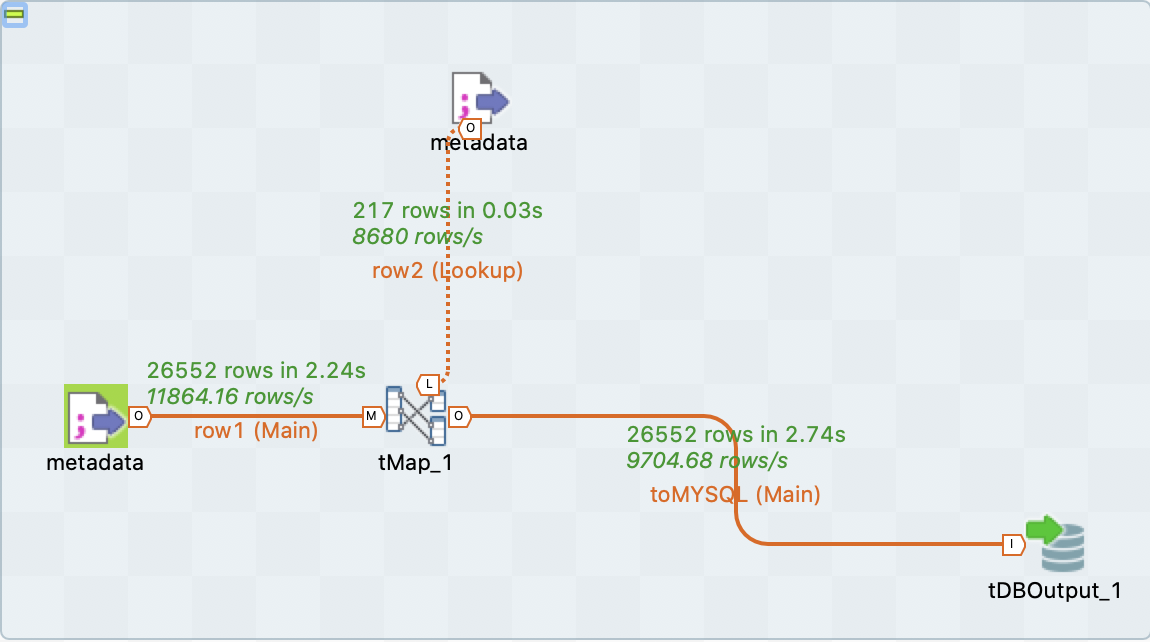 metadata
217 rows in 0.03s
8680 rows/s
row2 (Lookup)
26552 rows in 2.24s
11864.16 rows/s
row1 (Main)
metadata
O
O
M
L
O
tMap_1
26552 rows in 2.74s
9704.68 rows/s
toMYSQL (Main)
I
tDBOutput_1